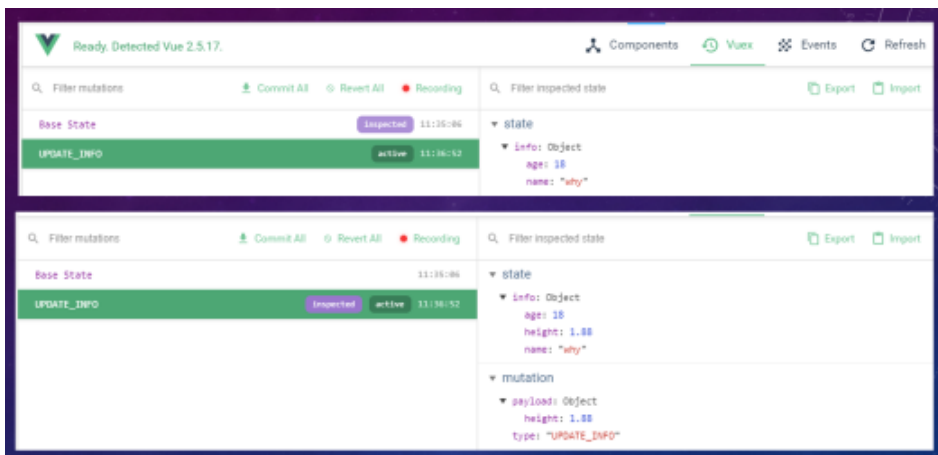 Ready. Detected Vue 2.5.17.
Components Vuex Events Refresh
Filter mutations Commit All Revert All Recording
Filter inspected state Export Import
Base State inspected 11:35:06
UPDATE_INFO active 11:36:52
state
info: Object
age: 18
name: "why"
Filter mutations Commit All Revert All Recording
Filter inspected state Export Import
Base State 11:35:06
UPDATE_INFO inspected active 11:36:52
state
info: Object
age: 18
height: 1.88
name: "why"
mutation
payload: Object
height: 1.88
type: "UPDATE_INFO"